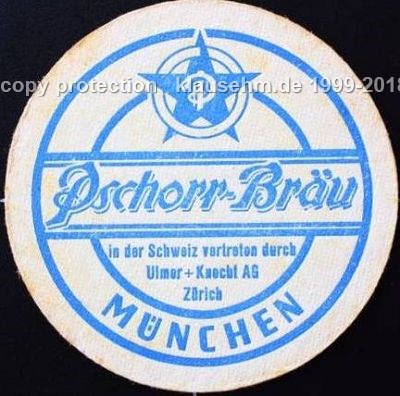 copy protection klausehm.de 1999-2018
Pschorr-Bräu
in der Schweiz vertreten durch
Ulmer + Knecht AG
Zürich
MÜNCHEN